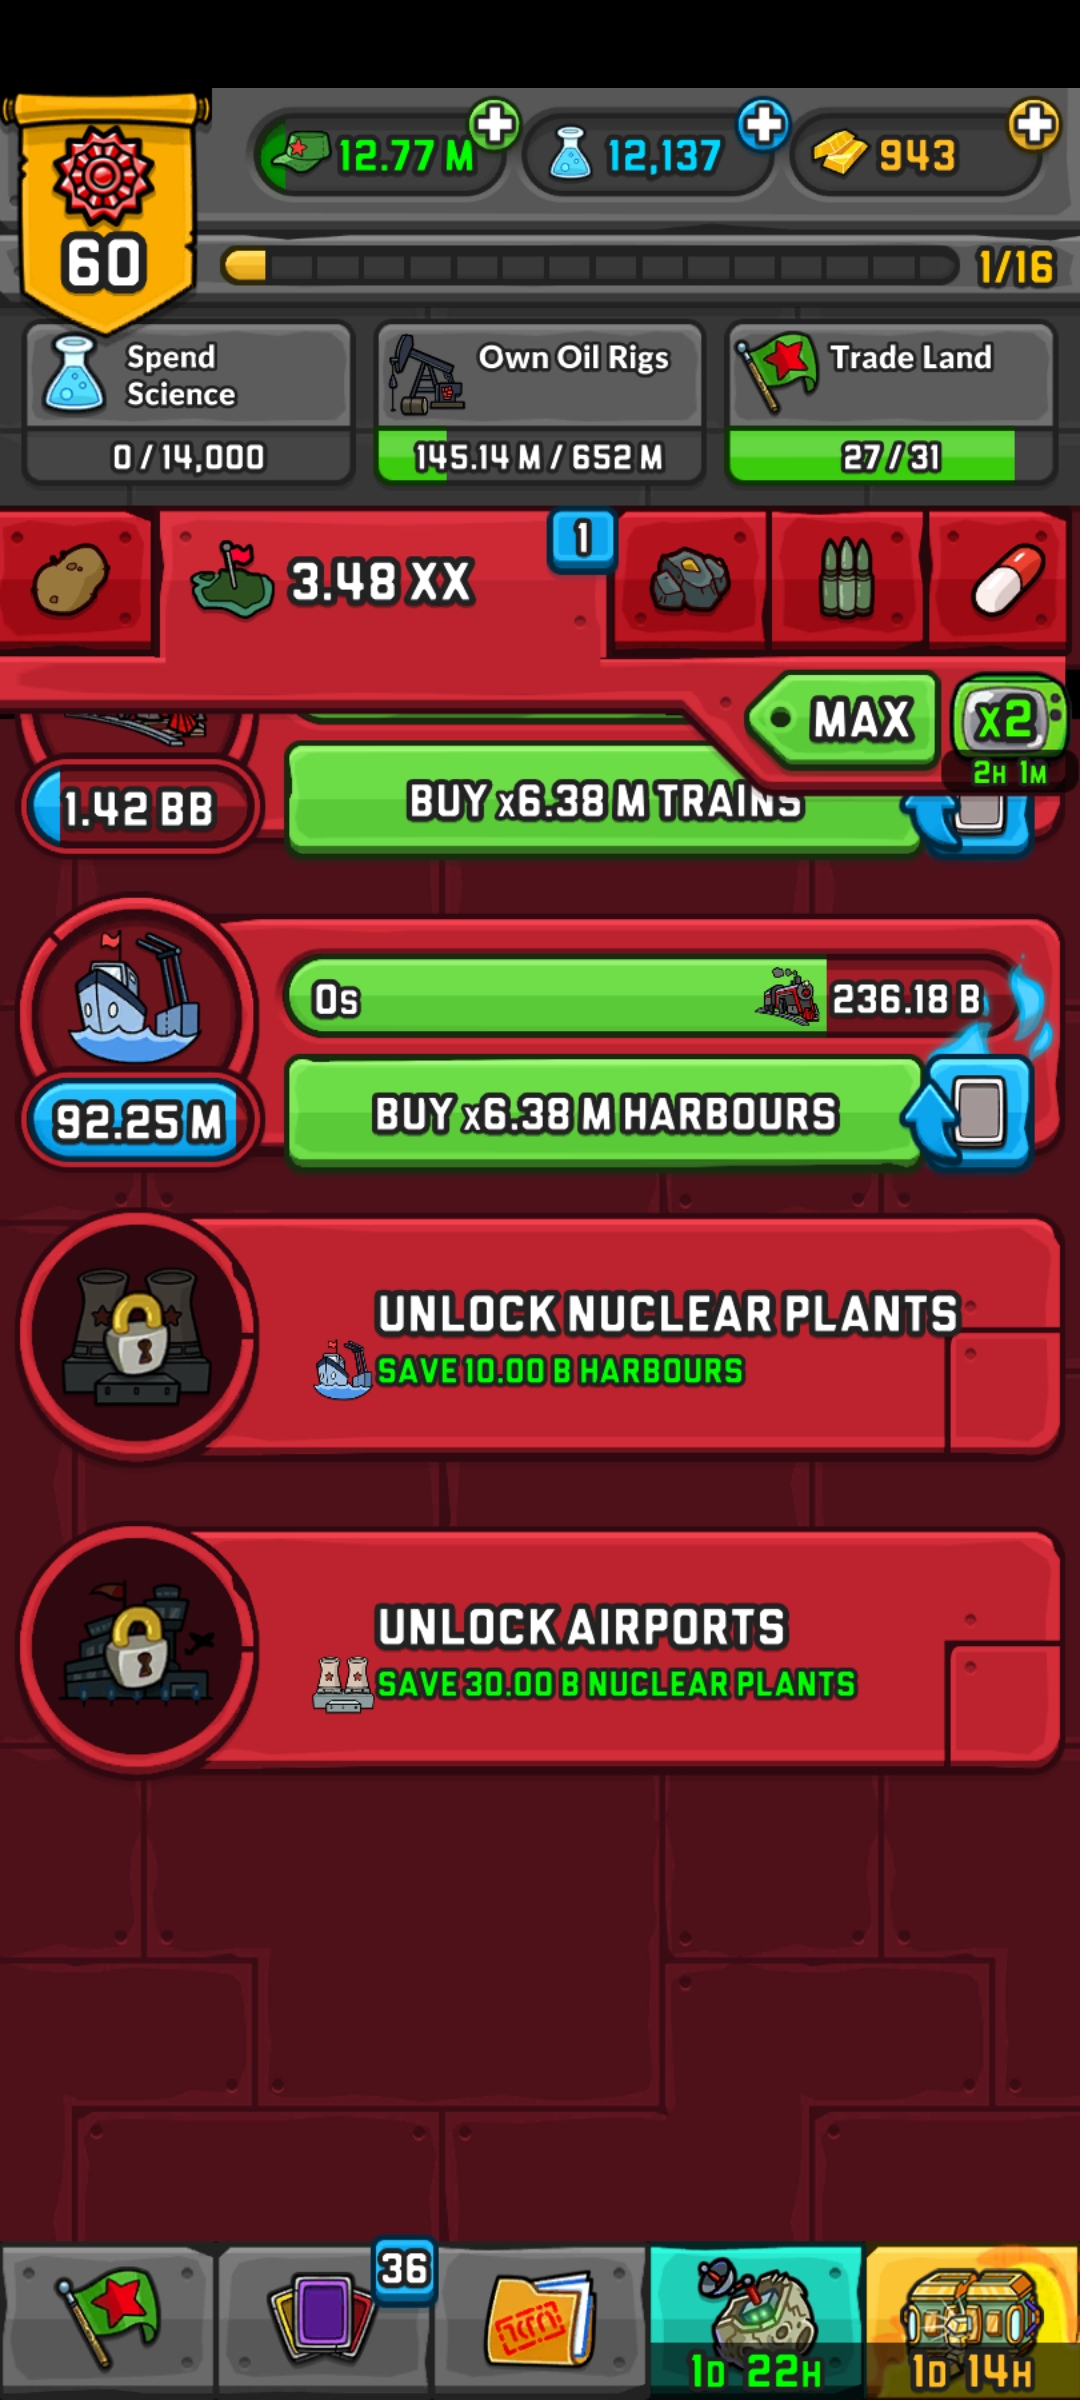 12.77 M
12,137
943
60
1/16
Spend
Science
0 / 14,000
Own Oil Rigs
145.14 M / 652 M
Trade Land
27 / 31
3.48 XX
1
MAX
x2
2H 1M
1.42 BB
BUY x6.38 M TRAINS
0s
236.18 B
92.25 M
BUY x6.38 M HARBOURS
UNLOCK NUCLEAR PLANTS
SAVE 10.00 B HARBOURS
UNLOCK AIRPORTS
SAVE 30.00 B NUCLEAR PLANTS
36
1D 22H
1D 14H